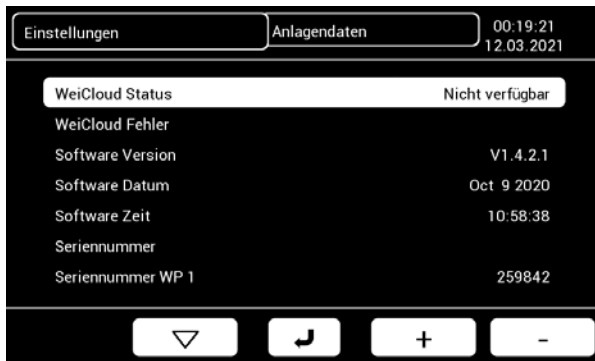 Einstellungen
Anlagendaten
00:19:21
12.03.2021
WeiCloud Status Nicht verfügbar
WeiCloud Fehler
Software Version V1.4.2.1
Software Datum Oct 9 2020
Software Zeit 10:58:38
Seriennummer
Seriennummer WP 1 259842
+ -